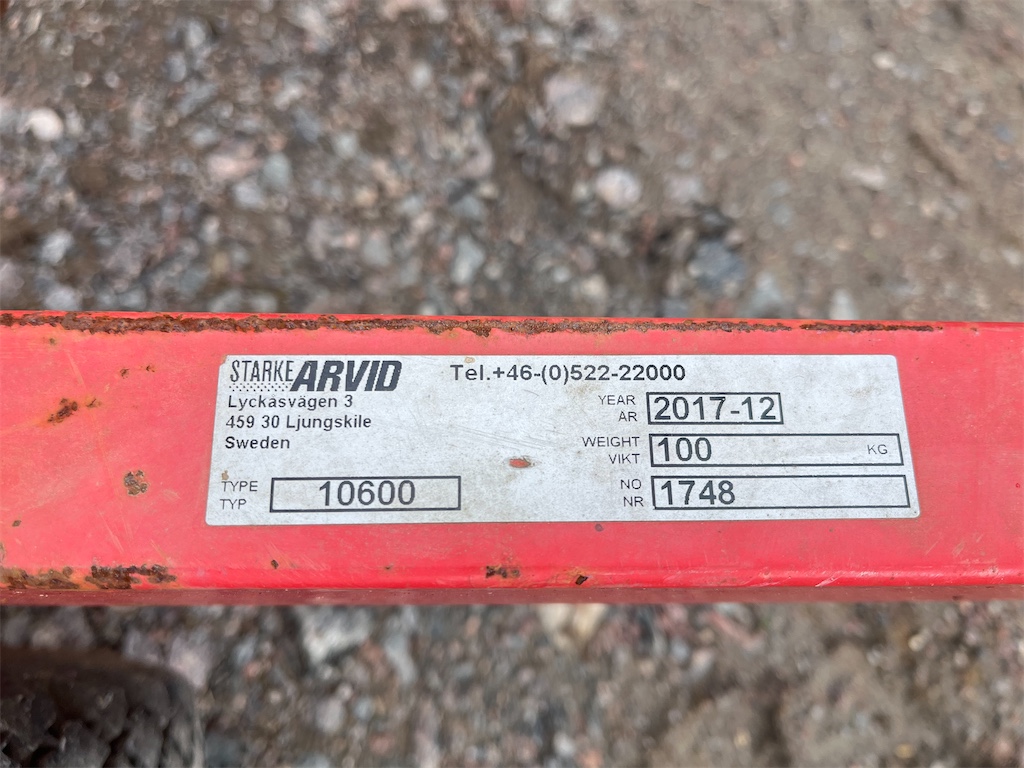 STARKE ARVID
Lyckasvägen 3
459 30 Ljungskile
Sweden
TYPE
TYP
10600
Tel.+46-(0)522-22000
YEAR
AR
2017-12
WEIGHT
VIKT
100 KG
NO
NR
1748